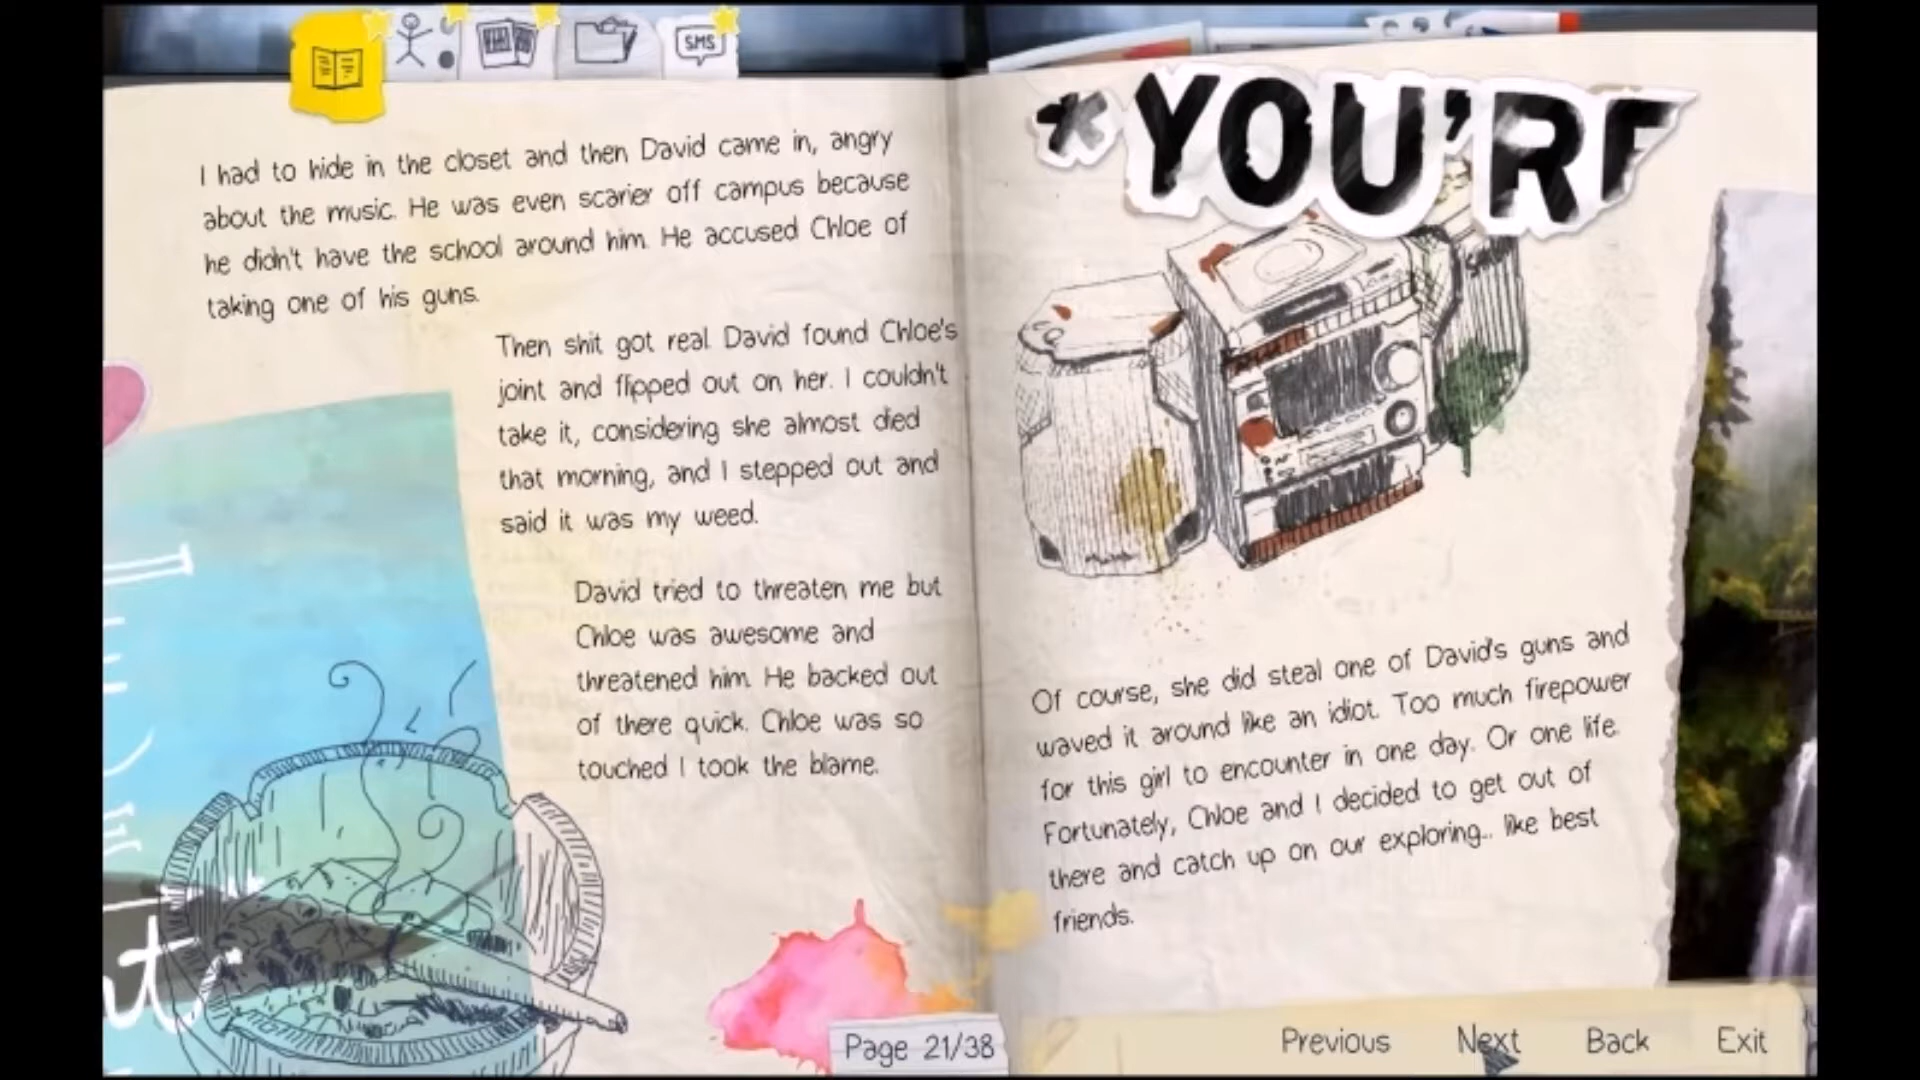 SMS
I had to hide in the closet and then David came in, angry
about the music. He was even scarier off campus because
he didn't have the school around him. He accused Chloe of
taking one of his guns.
Then shit got real. David found Chloe's
joint and flipped out on her. I couldn't
take it, considering she almost died
that morning, and I stepped out and
said it was my weed.
David tried to threaten me but
Chloe was awesome and
threatened him. He backed out
of there quick. Chloe was so
touched I took the blame.
*YOU'RE
Of course, she did steal one of David's guns and
waved it around like an idiot. Too much firepower
for this girl to encounter in one day. Or one life.
Fortunately, Chloe and I decided to get out of
there and catch up on our exploring... like best
friends.
Page 21/38
Previous
Next
Back
Exit